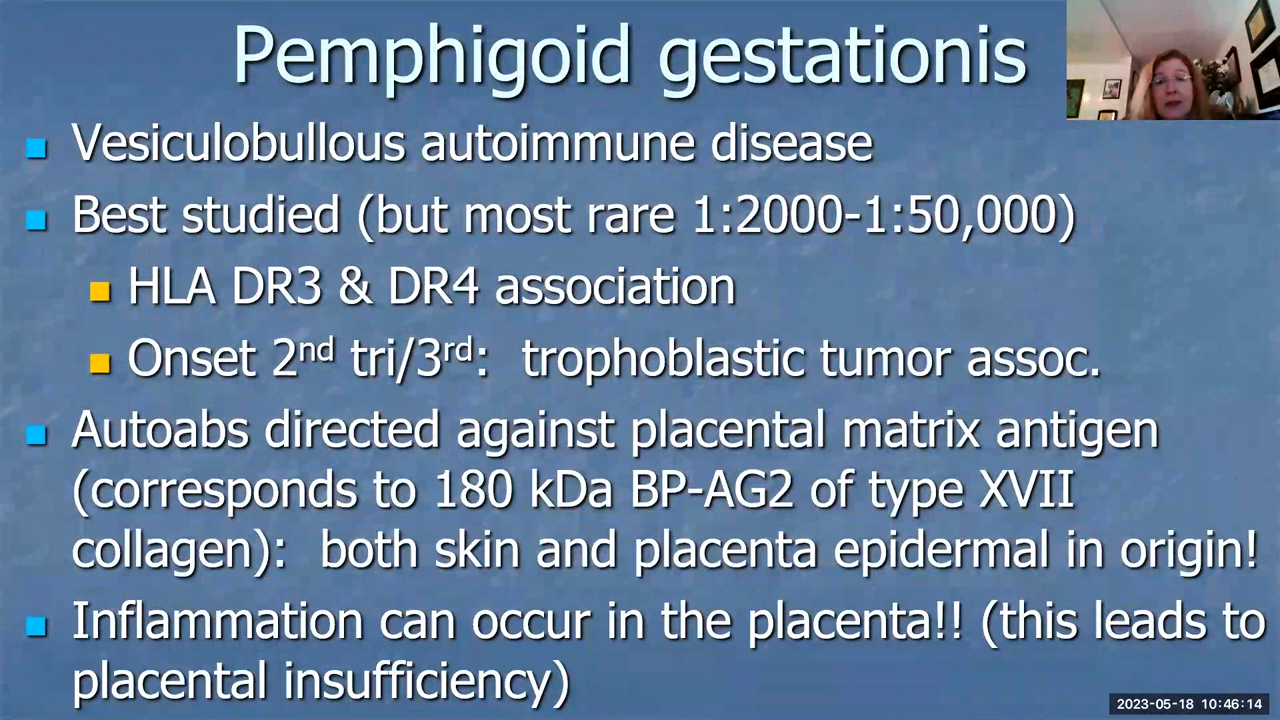 Pemphigoid gestationis
Vesiculobullous autoimmune disease
Best studied (but most rare 1:2000-1:50,000)
HLA DR3 & DR4 association
Onset 2nd tri/3rd:  trophoblastic tumor assoc.
Autoabs directed against placental matrix antigen
(corresponds to 180 kDa BP-AG2 of type XVII
collagen):  both skin and placenta epidermal in origin!
Inflammation can occur in the placenta!! (this leads to
placental insufficiency)
2023-05-18 10:46:14